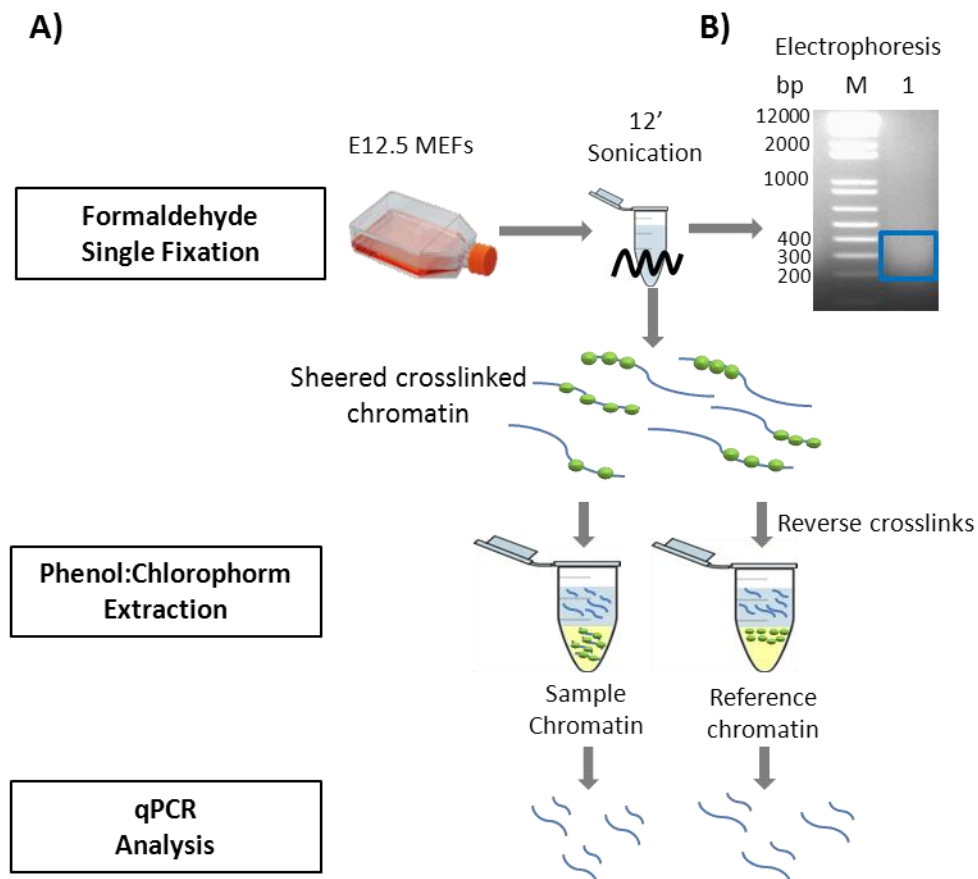 A)
B)
Electrophoresis
bp M 1
12000
2000
1000
400
300
200
E12.5 MEFs
12’
Sonication
Formaldehyde
Single Fixation
Sheered crosslinked
chromatin
Reverse crosslinks
Phenol:Chlorophorm
Extraction
Sample
Chromatin
Reference
chromatin
qPCR
Analysis